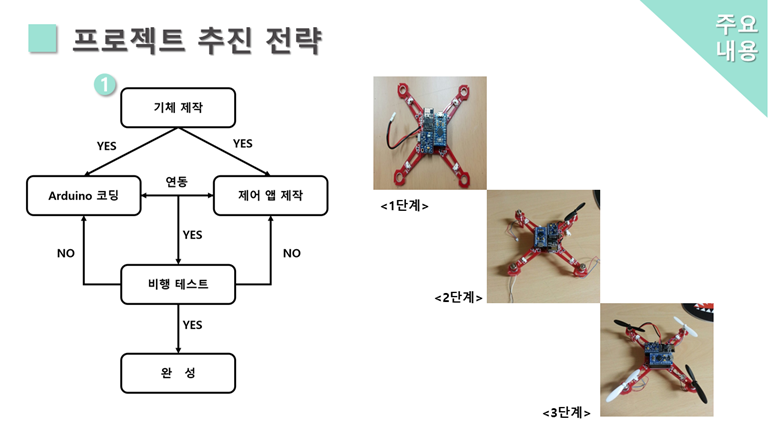 프로젝트 추진 전략
주요
내용
1
기체 제작
YES
YES
Arduino 코딩
연동
제어 앱 제작
NO
YES
NO
비행 테스트
YES
완 성
<1단계>
<2단계>
<3단계>